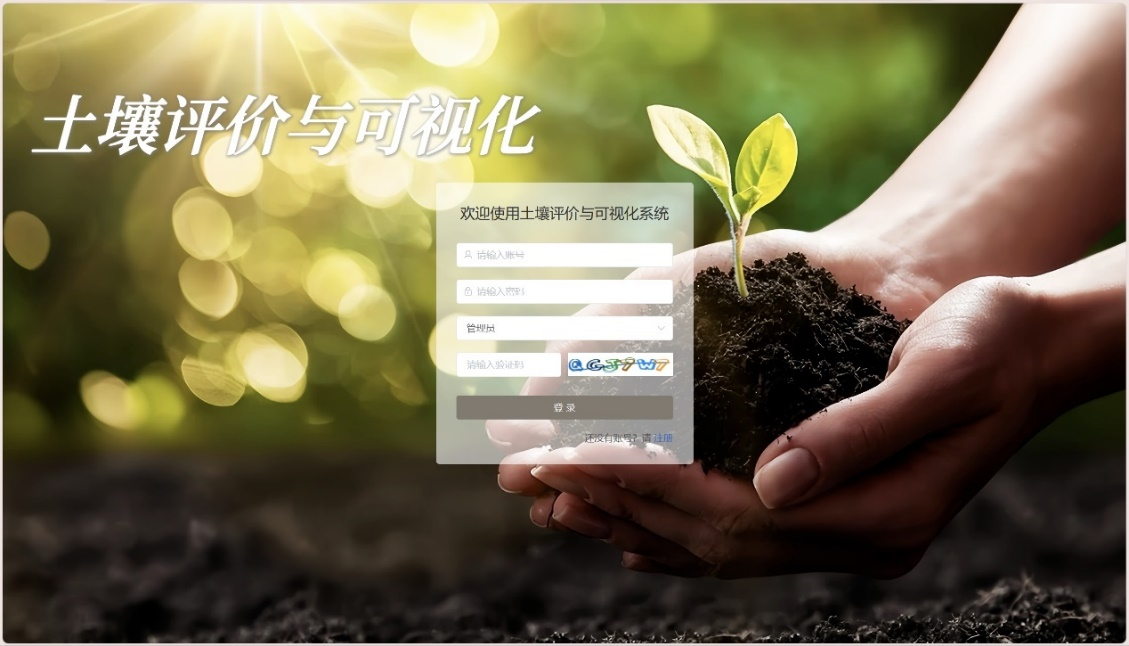 土壤评价与可视化
欢迎使用土壤评价与可视化系统
请输入账号
请输入密码
管理员
请输入验证码
登录
还没有账号？请 注册